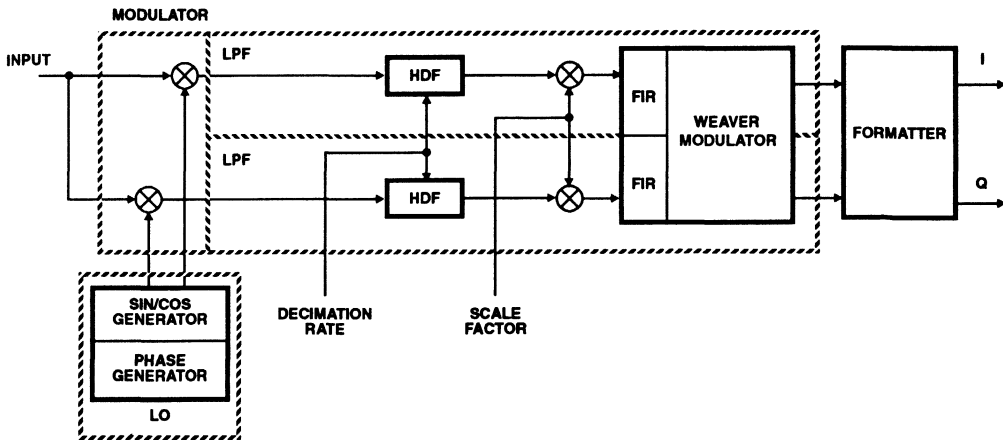 MODULATOR
INPUT
LPF
HDF
FIR
WEAVER
MODULATOR
FORMATTER
I
LPF
HDF
FIR
Q
SIN/COS
GENERATOR
PHASE
GENERATOR
LO
DECIMATION
RATE
SCALE
FACTOR